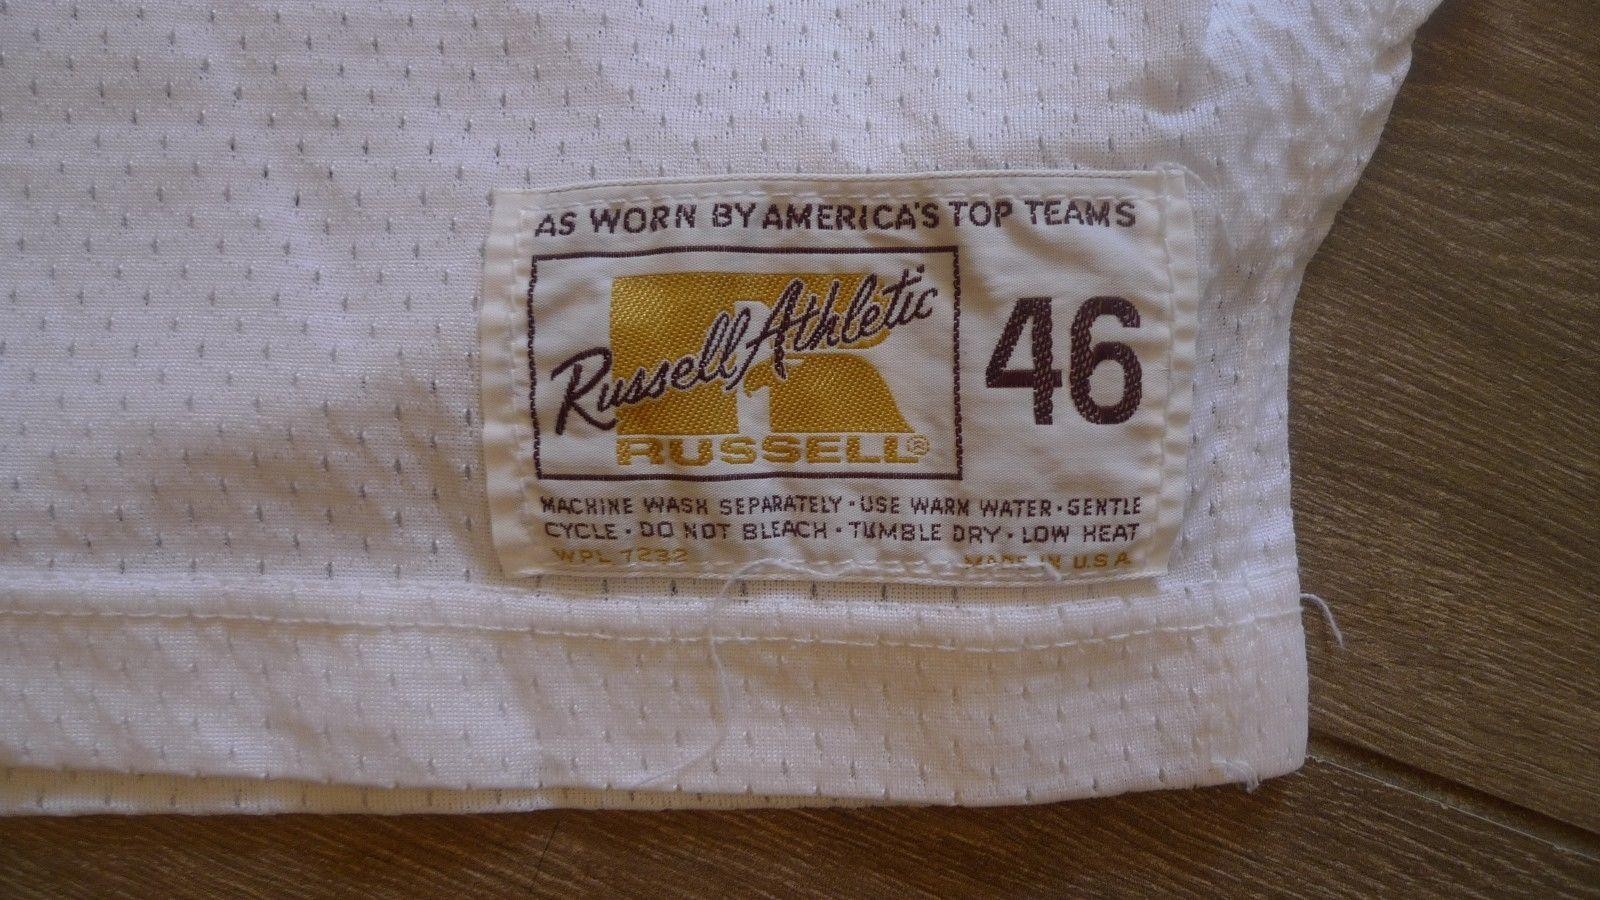 AS WORN BY AMERICA'S TOP TEAMS
Russell Athletic
RUSSELL®
46
MACHINE WASH SEPARATELY · USE WARM WATER · GENTLE
CYCLE · DO NOT BLEACH · TUMBLE DRY · LOW HEAT
WPL 7232 MADE IN U.S.A